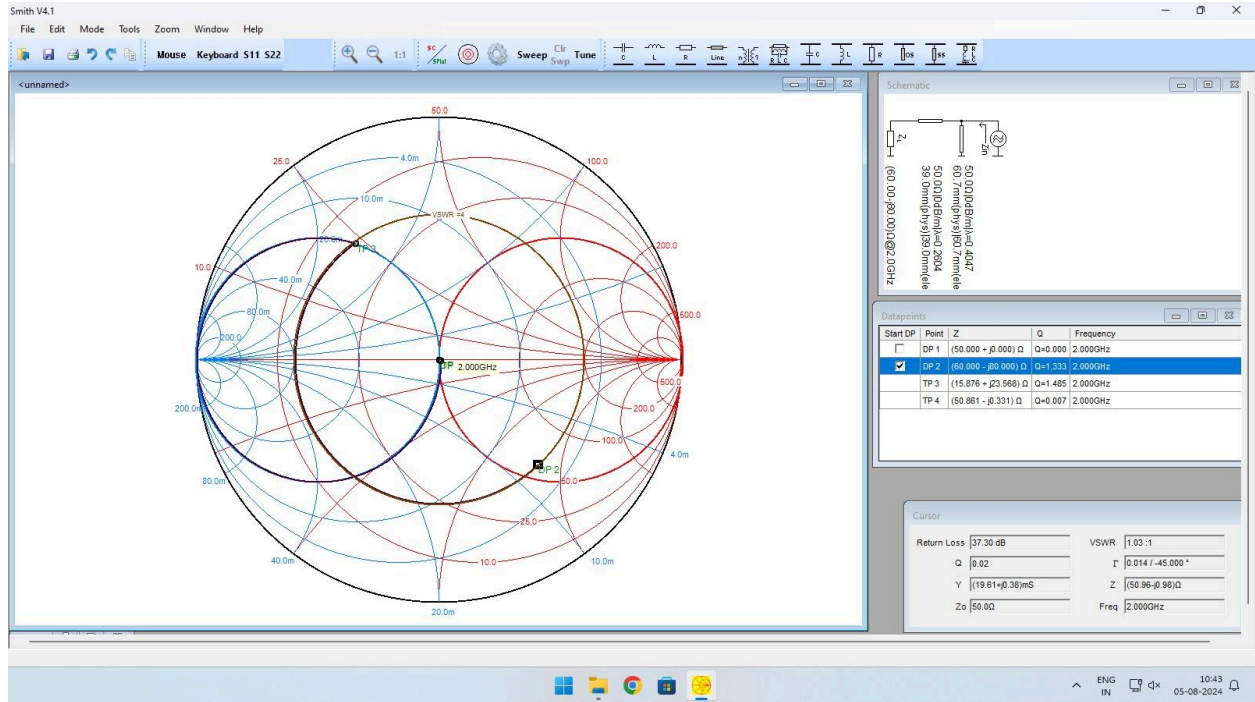 Smith V4.1
File Edit Mode Tools Zoom Window Help
Mouse Keyboard S11 S22 1:1 Sweep Clr Swp Tune
<unnamed>
50.0
25.0
4.0m
100.0
10.0m
VSWR =4
TP 3
200.0
10.0
4.0m
40.0m
80.0m
500.0
200.0
DP 2.000GHz
500.0
200.0
200.0
100.0
4.0m
DP 2
80.0m
50.0
25.0
40.0m
10.0
10.0m
20.0m
Schematic
ZL
Zin
50.0Ω|0dB/m|λ=0.4047
60.7mm(phys)|60.7mm(ele
50.0Ω|0dB/m|λ=0.2604
39.0mm(phys)|39.0mm(ele
(60.00-j80.00)Ω@2.0GHz
Datapoints
Start DP Point Z Q Frequency
DP 1 (50.000 + j0.000) Ω Q=0.000 2.000GHz
DP 2 (60.000 - j80.000) Ω Q=1.333 2.000GHz
TP 3 (15.876 + j23.568) Ω Q=1.485 2.000GHz
TP 4 (50.861 - j0.331) Ω Q=0.007 2.000GHz
Cursor
Return Loss 37.30 dB VSWR 1.03 :1
Q 0.02 Γ 0.014 / -45.000 °
Y (19.61+j0.38)mS Z (50.96-j0.98)Ω
Zo 50.0Ω Freq 2.000GHz
ENG
IN
10:43
05-08-2024